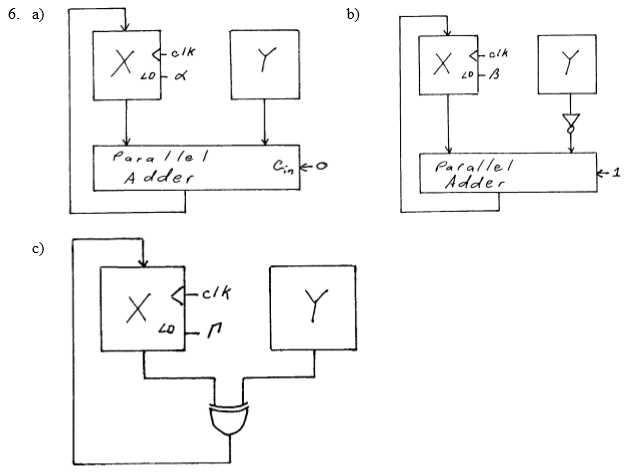 6. a)
X
clk
LD α
Y
Parallel
Adder
Cin 0
b)
X
clk
LD β
Y
Parallel
Adder
1
c)
X
clk
LD Γ
Y